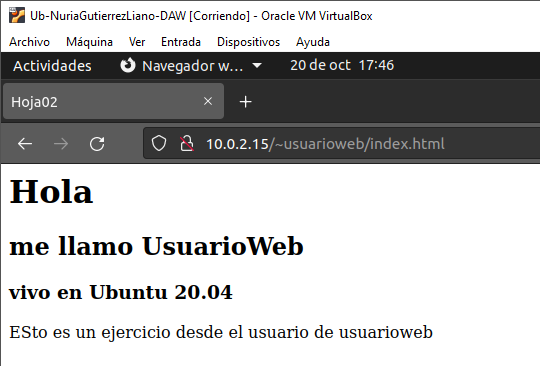 Ub-NuriaGutierrezLiano-DAW [Corriendo] - Oracle VM VirtualBox
Archivo Máquina Ver Entrada Dispositivos Ayuda
Actividades Navegador w... 20 de oct 17:46
Hoja02
10.0.2.15/~usuarioweb/index.html
Hola
me llamo UsuarioWeb
vivo en Ubuntu 20.04
ESto es un ejercicio desde el usuario de usuarioweb